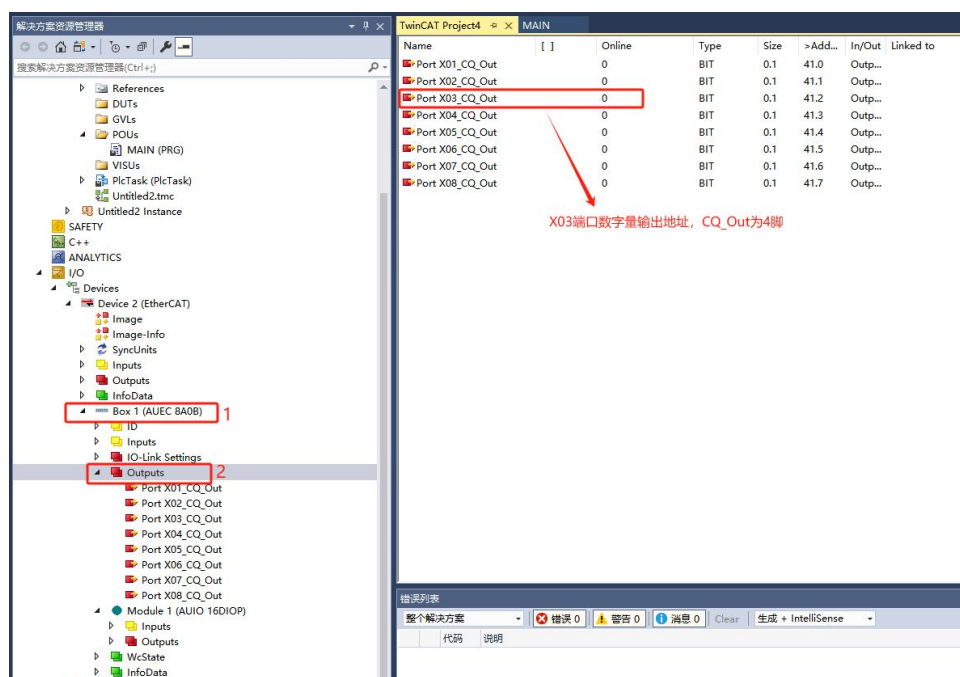 解决方案资源管理器
搜索解决方案资源管理器(Ctrl+;)
References
DUTs
GVLs
POUs
MAIN (PRG)
VISUs
PlcTask (PlcTask)
Untitled2.tmc
Untitled2 Instance
SAFETY
C++
ANALYTICS
I/O
Devices
Device 2 (EtherCAT)
Image
Image-Info
SyncUnits
Inputs
Outputs
InfoData
Box 1 (AUEC 8A0B) 1
ID
Inputs
IO-Link Settings
Outputs 2
Port X01_CQ_Out
Port X02_CQ_Out
Port X03_CQ_Out
Port X04_CQ_Out
Port X05_CQ_Out
Port X06_CQ_Out
Port X07_CQ_Out
Port X08_CQ_Out
Module 1 (AUIO 16DIOP)
Inputs
Outputs
WcState
InfoData
TwinCAT Project4 MAIN
Name [ ] Online Type Size >Add... In/Out Linked to
Port X01_CQ_Out 0 BIT 0.1 41.0 Outp...
Port X02_CQ_Out 0 BIT 0.1 41.1 Outp...
Port X03_CQ_Out 0 BIT 0.1 41.2 Outp...
Port X04_CQ_Out 0 BIT 0.1 41.3 Outp...
Port X05_CQ_Out 0 BIT 0.1 41.4 Outp...
Port X06_CQ_Out 0 BIT 0.1 41.5 Outp...
Port X07_CQ_Out 0 BIT 0.1 41.6 Outp...
Port X08_CQ_Out 0 BIT 0.1 41.7 Outp...
X03端口数字量输出地址，CQ_Out为4脚
错误列表
整个解决方案 错误 0 警告 0 消息 0 Clear 生成 + IntelliSense
代码 说明